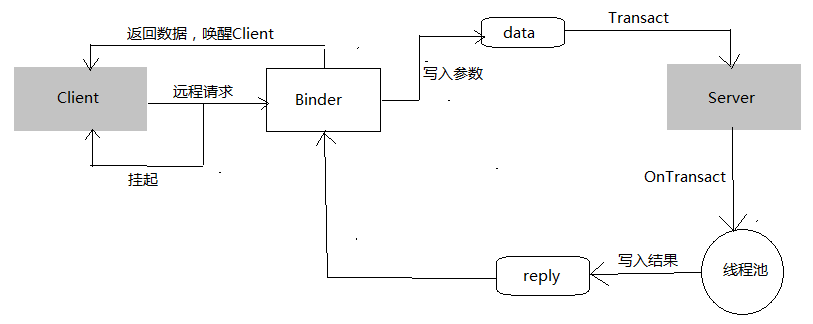 返回数据，唤醒Client
data
Transact
写入参数
Client
远程请求
Binder
Server
挂起
OnTransact
写入结果
线程池
reply